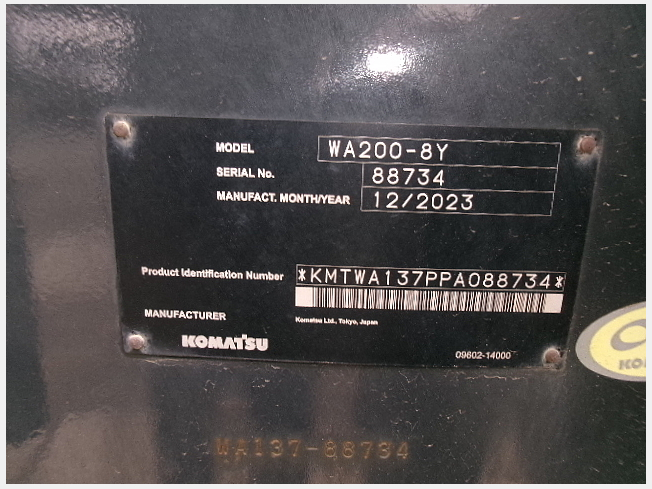 MODEL WA200-8Y
SERIAL No. 88734
MANUFACT. MONTH/YEAR 12/2023
Product Identification Number *KMTWA137PPA088734*
MANUFACTURER Komatsu Ltd., Tokyo, Japan
KOMATSU 09602-14000
WA137-88734